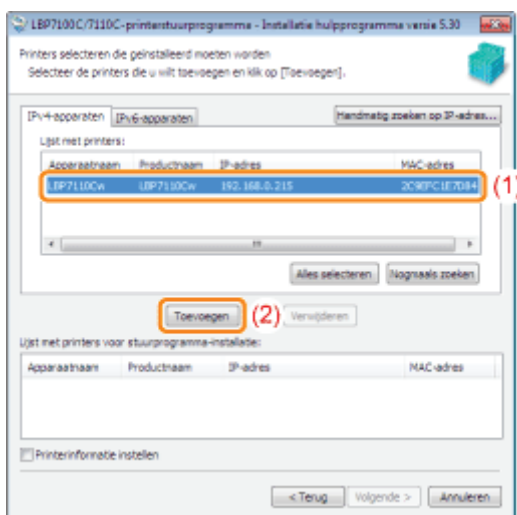 LBP7100C/7110C-printerstuurprogramma - Installatie hulpprogramma versie 5.30
Printers selecteren die geïnstalleerd moeten worden
Selecteer de printers die u wilt toevoegen en klik op [Toevoegen].
IPv4-apparaten IPv6-apparaten Handmatig zoeken op IP-adres...
Lijst met printers:
Apparaatnaam Productnaam IP-adres MAC-adres
LBP7110Cw LBP7110Cw 192.168.0.215 2C9EFC1E7D84 (1)
Alles selecteren Nogmaals zoeken
Toevoegen (2) Verwijderen
Lijst met printers voor stuurprogramma-installatie:
Apparaatnaam Productnaam IP-adres MAC-adres
Printerinformatie instellen
< Terug Volgende > Annuleren